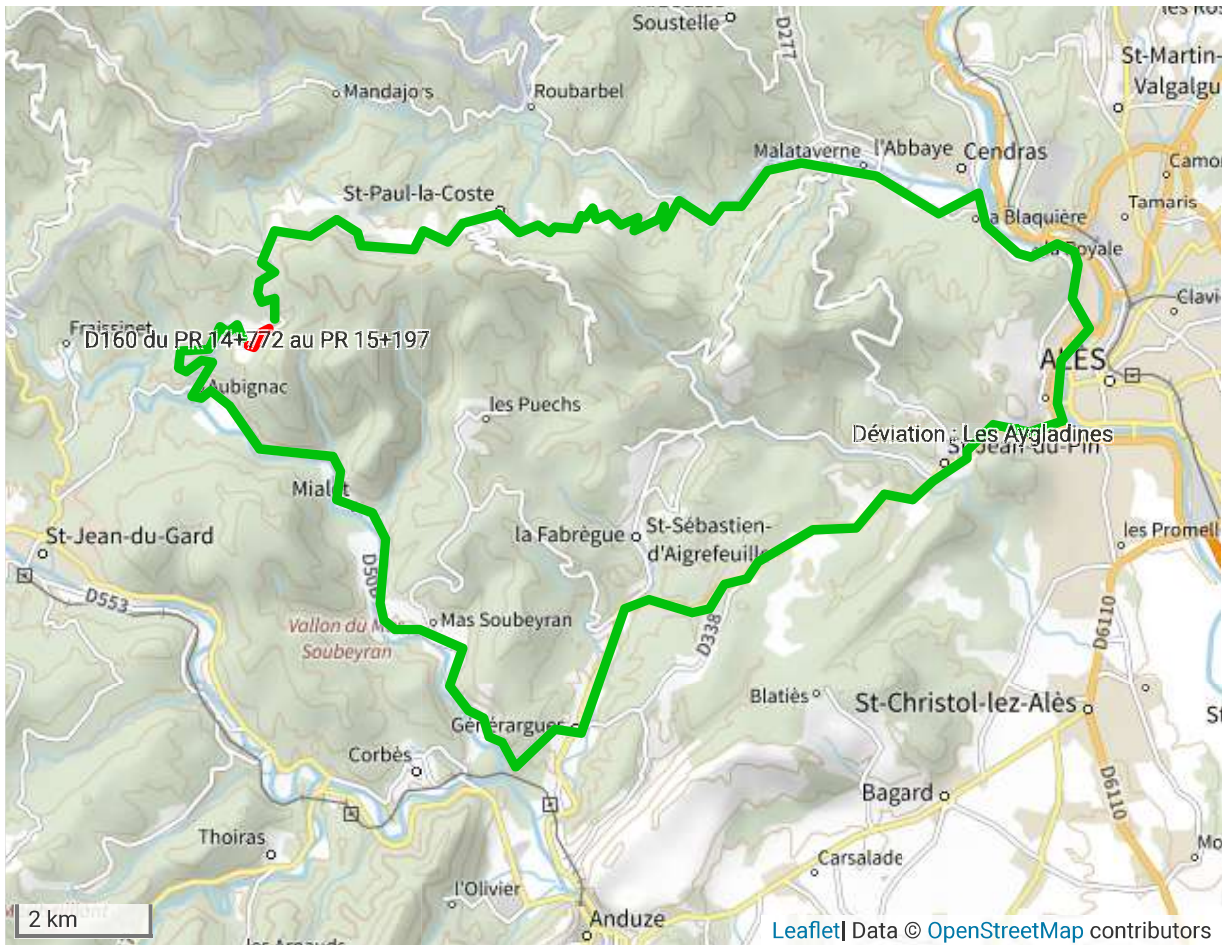 Soustelle
D277
St-Martin-
Valgalgu
Mandajors
Roubarbel
Malataverne
l'Abbaye
Cendras
Camo
St-Paul-la-Coste
Tamaris
la Blaquière
la Royale
Clavi
Fraissinet
D160 du PR 14+772 au PR 15+197
ALÈS
Aubignac
les Puechs
Déviation : Les Aygladines
St-Jean-du-Pin
Mialet
St-Jean-du-Gard
la Fabrègue
St-Sébastien-
d'Aigrefeuille
les Promell
D553
D50
Vallon du Mas
Soubeyran
Mas Soubeyran
D338
D6110
Blatiès
St-Christol-lez-Alès
Générargues
Corbès
D6110
Bagard
Thoiras
Carsalade
Mo
l'Olivier
2 km
Anduze
Leaflet | Data © OpenStreetMap contributors